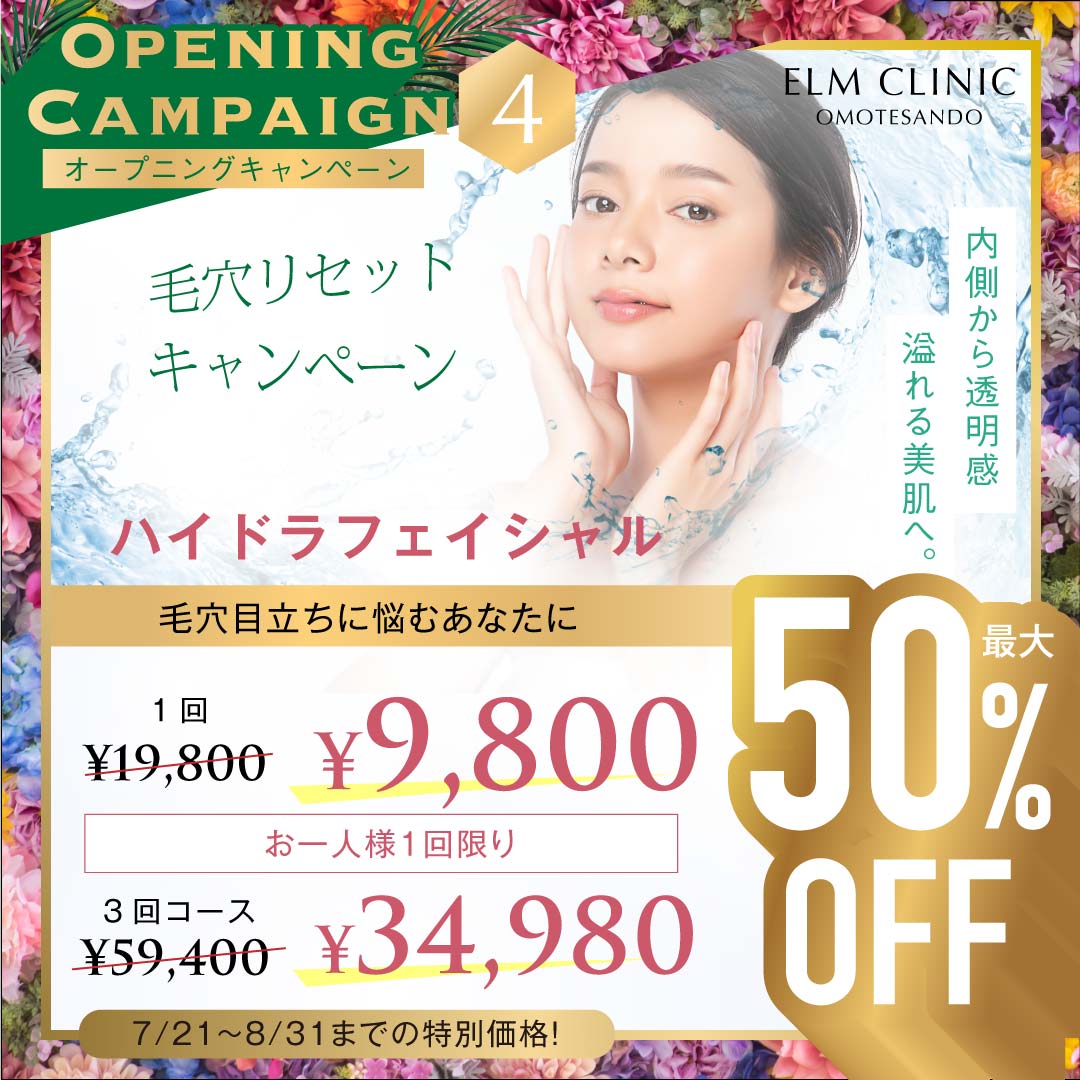 OPENING
CAMPAIGN 4
オープニングキャンペーン
ELM CLINIC
OMOTESANDO
毛穴リセット
キャンペーン
内側から透明感
溢れる美肌へ。
ハイドラフェイシャル
毛穴目立ちに悩むあなたに
1回
¥19,800 ¥9,800
お一人様1回限り
3回コース
¥59,400 ¥34,980
最大
50%
OFF
7/21〜8/31までの特別価格!